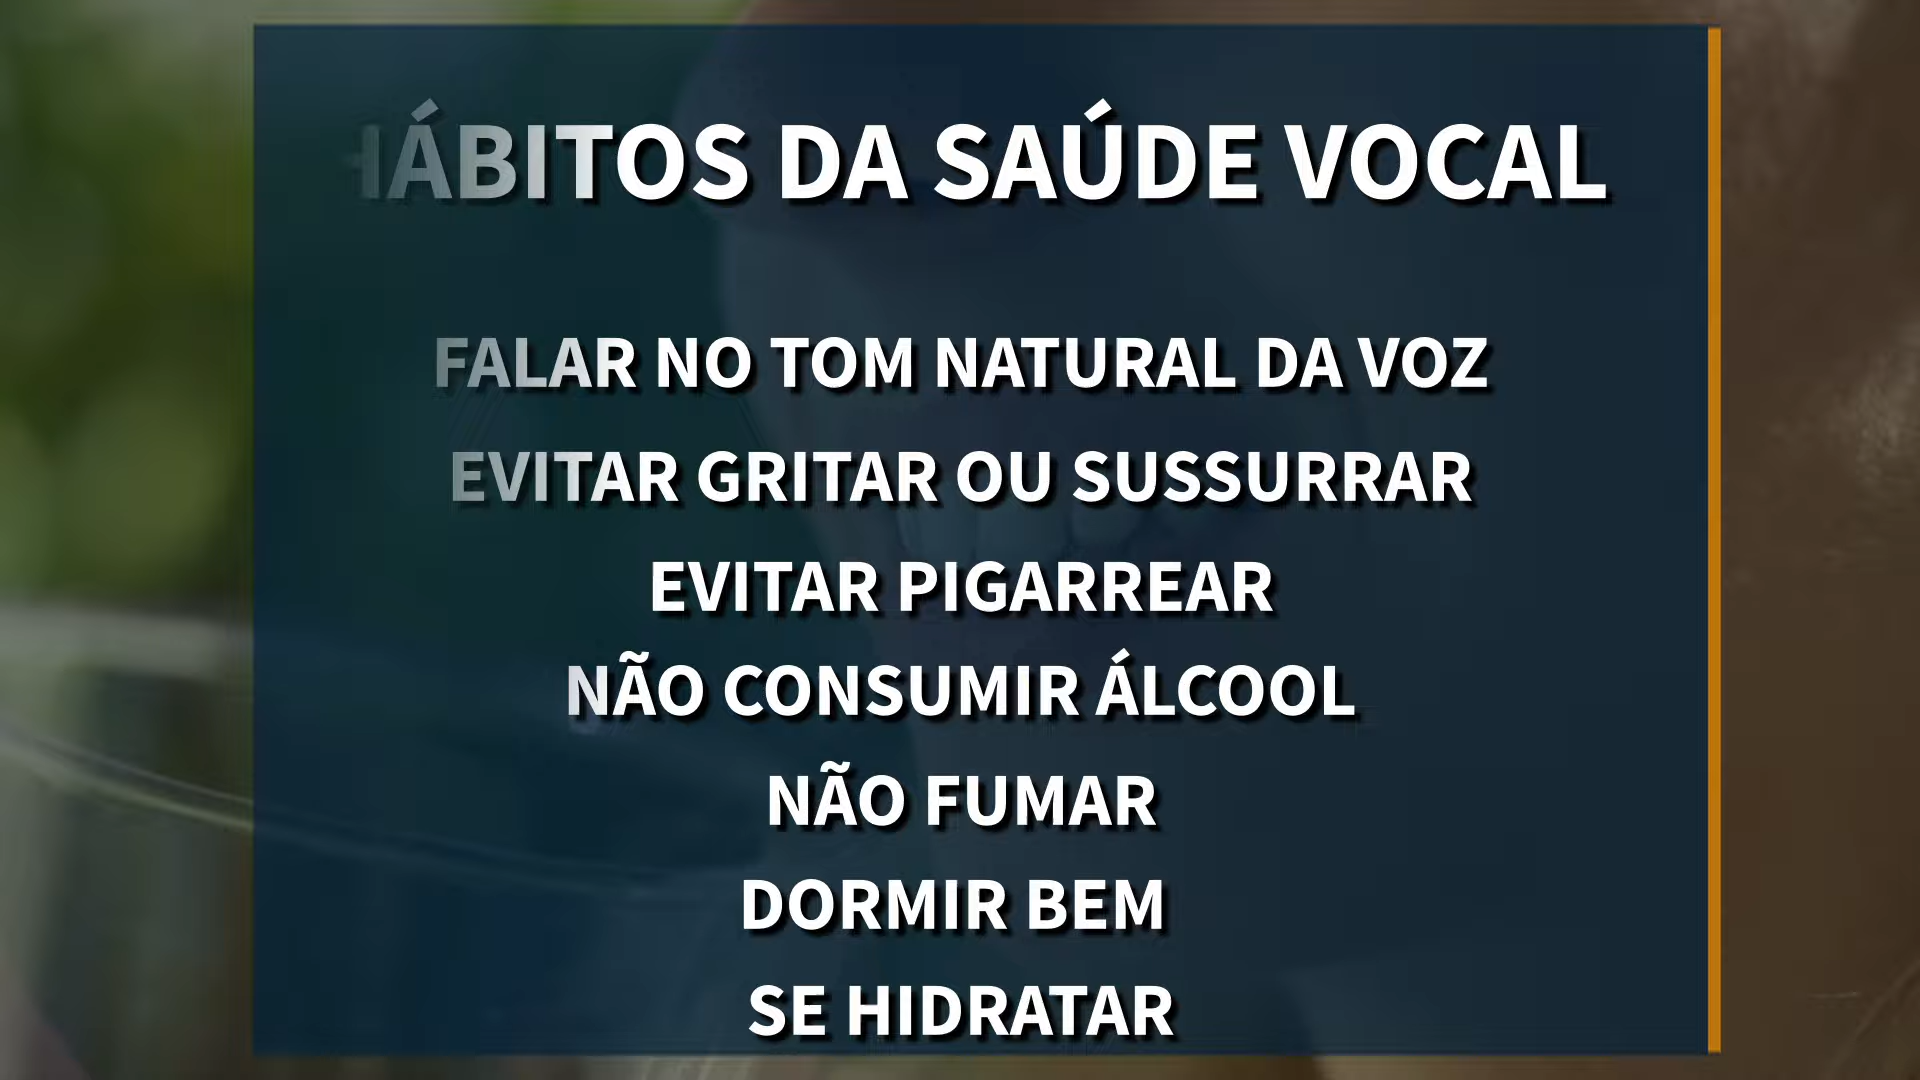 HÁBITOS DA SAÚDE VOCAL
FALAR NO TOM NATURAL DA VOZ
EVITAR GRITAR OU SUSSURRAR
EVITAR PIGARREAR
NÃO CONSUMIR ÁLCOOL
NÃO FUMAR
DORMIR BEM
SE HIDRATAR